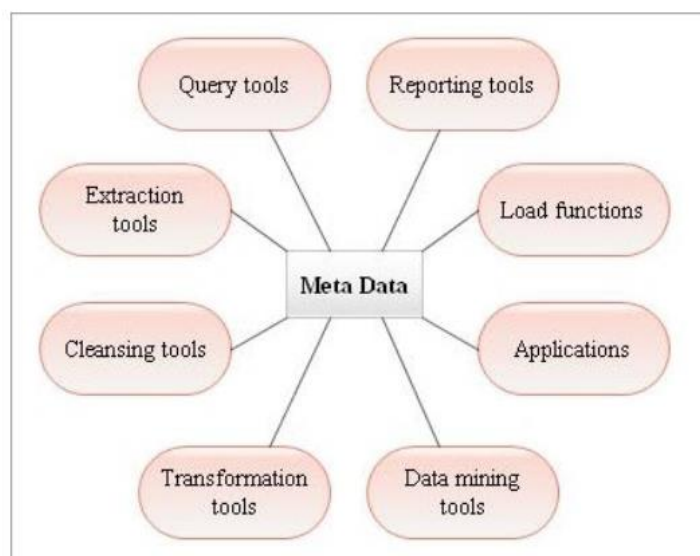 Query tools
Reporting tools
Extraction
tools
Load functions
Meta Data
Cleansing tools
Applications
Transformation
tools
Data mining
tools